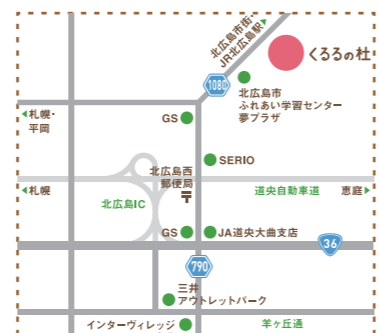 北広島市街・
JR北広島駅
くるるの杜
1080
北広島市
ふれあい学習センター
夢プラザ
札幌・
平岡
GS
SERIO
北広島西
郵便局
〒
札幌
道央自動車道
恵庭
北広島IC
GS
JA道央大曲支店
36
790
三井
アウトレットパーク
インターヴィレッジ
羊ヶ丘通